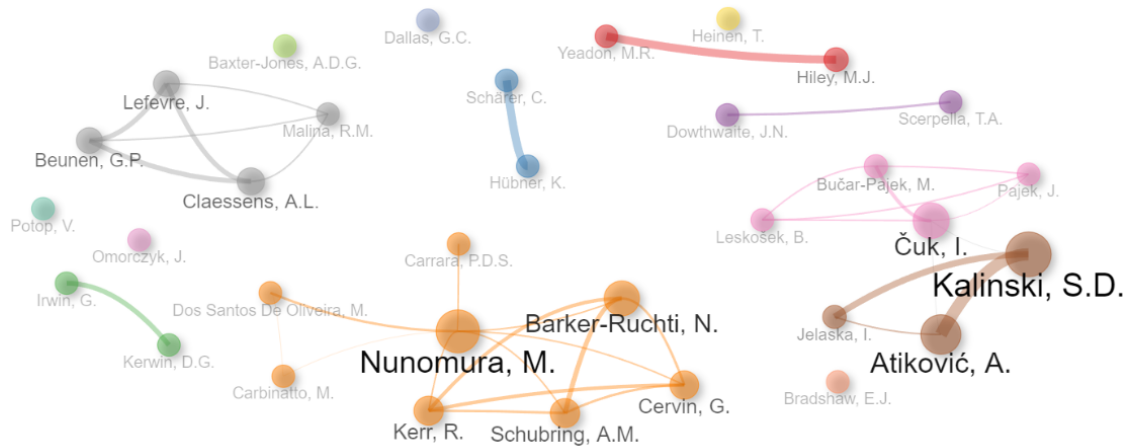 Dallas, G.C.
Heinen, T.
Yeadon, M.R.
Baxter-Jones, A.D.G.
Hiley, M.J.
Lefevre, J.
Schärer, C.
Malina, R.M.
Dowthwaite, J.N.
Scerpella, T.A.
Beunen, G.P.
Hübner, K.
Bučar-Pajek, M.
Pajek, J.
Claessens, A.L.
Potop, V.
Leskošek, B.
Čuk, I.
Omorczyk, J.
Carrara, P.D.S.
Kalinski, S.D.
Irwin, G.
Dos Santos De Oliveira, M.
Barker-Ruchti, N.
Jelaska, I.
Kerwin, D.G.
Nunomura, M.
Atiković, A.
Carbinatto, M.
Cervin, G.
Bradshaw, E.J.
Kerr, R.
Schubring, A.M.